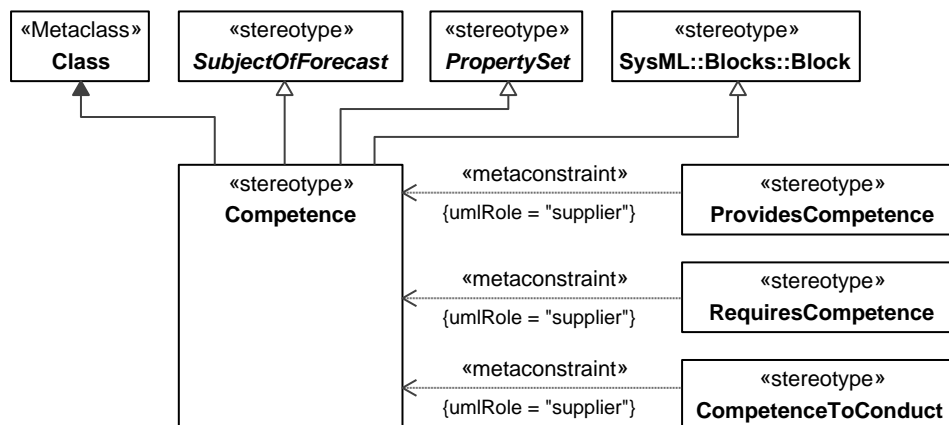 «Metaclass»
Class
«stereotype»
SubjectOfForecast
«stereotype»
PropertySet
«stereotype»
SysML::Blocks::Block
«stereotype»
Competence
«metaconstraint»
{umlRole = "supplier"}
«stereotype»
ProvidesCompetence
«metaconstraint»
{umlRole = "supplier"}
«stereotype»
RequiresCompetence
«metaconstraint»
{umlRole = "supplier"}
«stereotype»
CompetenceToConduct